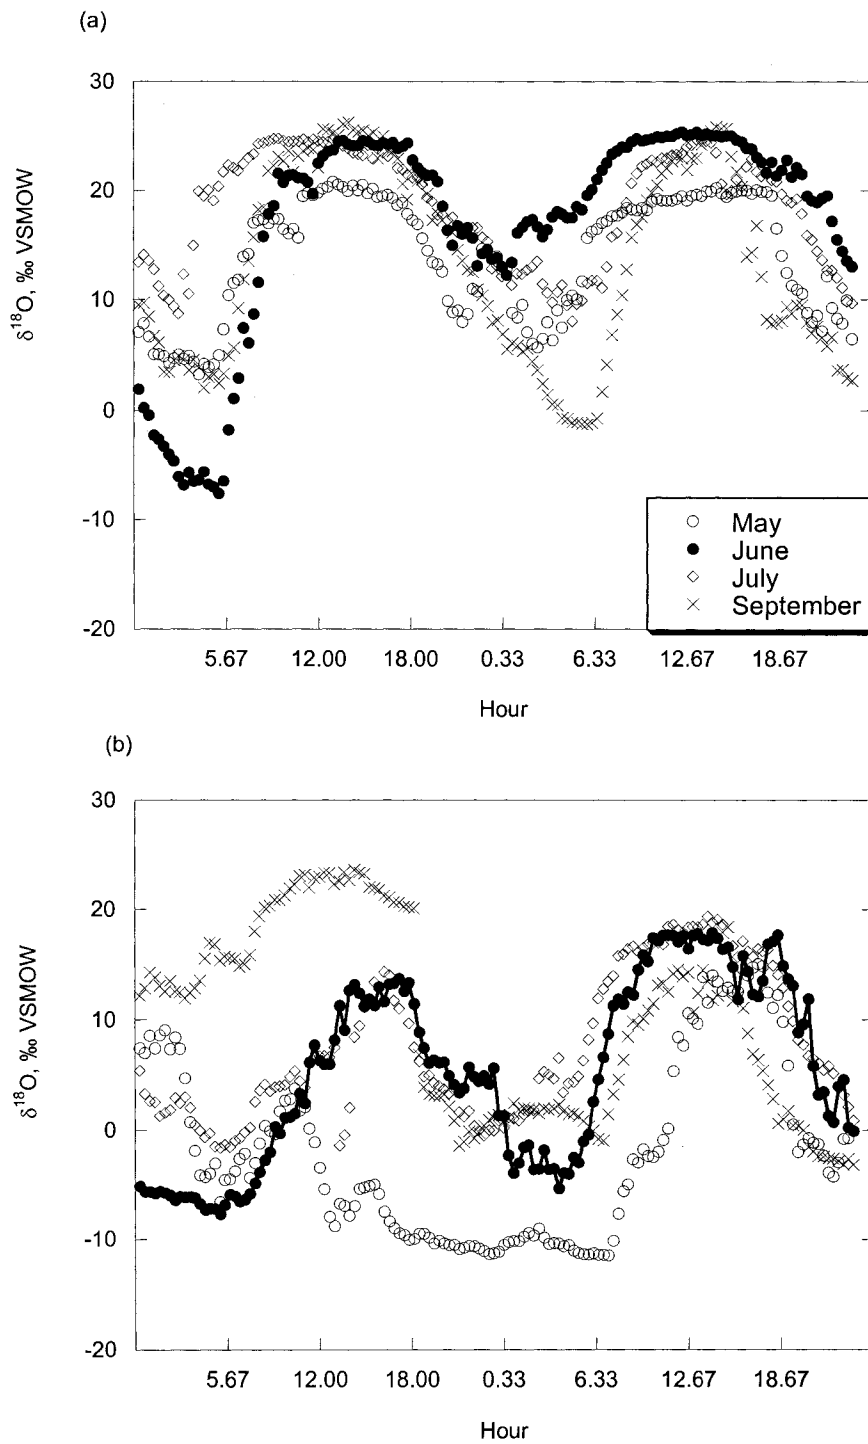 (a)
30
20
10
0
-10
-20
δ¹⁸O, ‰ VSMOW
May
June
July
September
5.67 12.00 18.00 0.33 6.33 12.67 18.67
Hour
(b)
30
20
10
0
-10
-20
δ¹⁸O, ‰ VSMOW
5.67 12.00 18.00 0.33 6.33 12.67 18.67
Hour